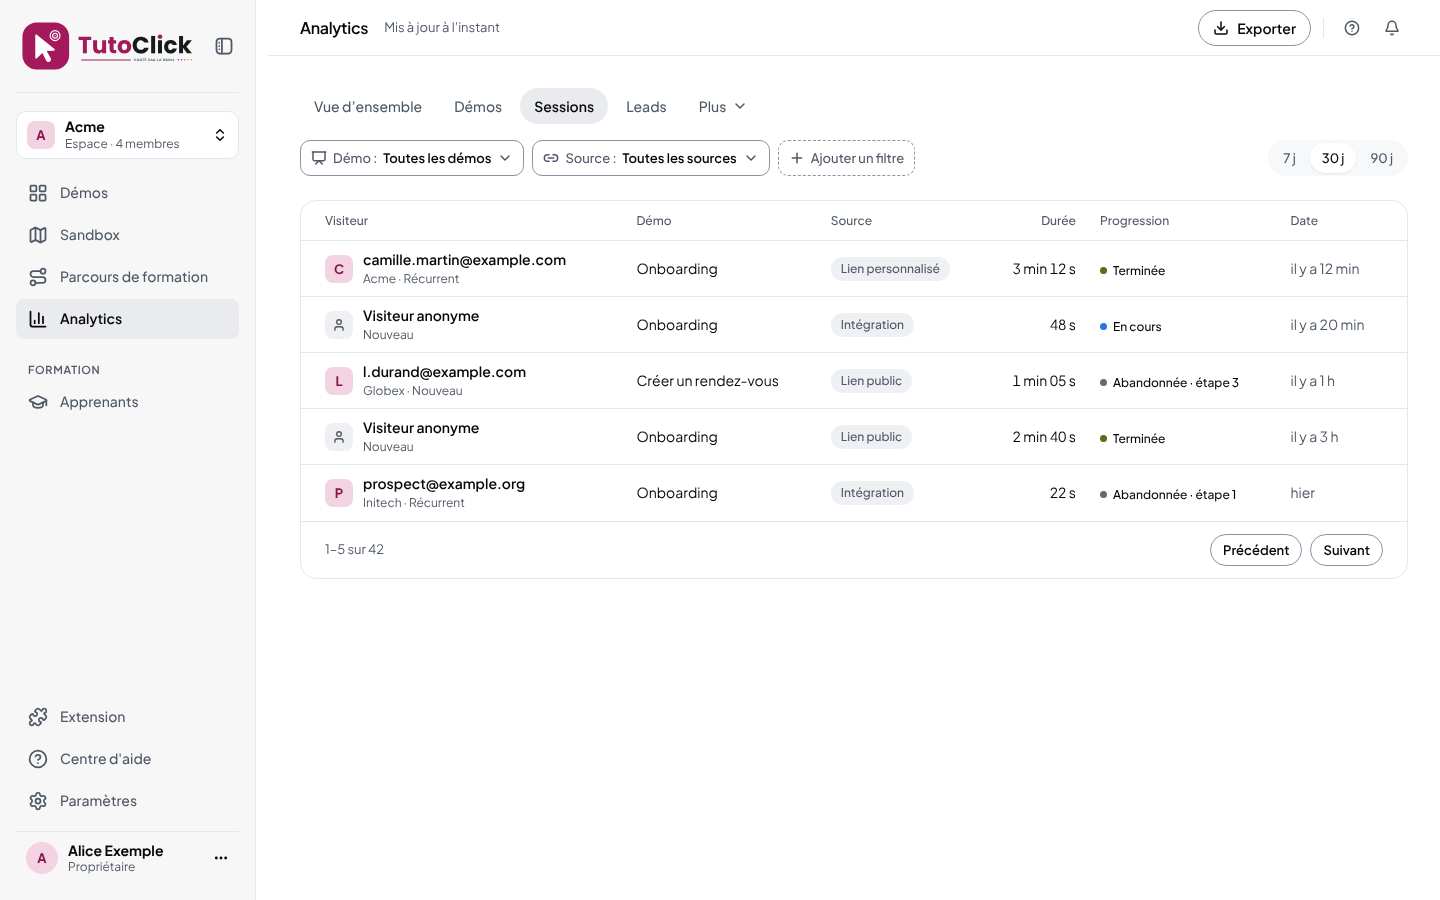 TutoClick
Acme
Espace · 4 membres
Démos
Sandbox
Parcours de formation
Analytics
FORMATION
Apprenants
Extension
Centre d'aide
Paramètres
Alice Exemple
Propriétaire
Analytics Mis à jour à l'instant Exporter
Vue d'ensemble Démos Sessions Leads Plus
Démo : Toutes les démos Source : Toutes les sources Ajouter un filtre 7 j 30 j 90 j
Visiteur Démo Source Durée Progression Date
C camille.martin@example.com Onboarding Lien personnalisé 3 min 12 s Terminée il y a 12 min
Acme · Récurrent
Visiteur anonyme Onboarding Intégration 48 s En cours il y a 20 min
Nouveau
L l.durand@example.com Créer un rendez-vous Lien public 1 min 05 s Abandonnée · étape 3 il y a 1 h
Globex · Nouveau
Visiteur anonyme Onboarding Lien public 2 min 40 s Terminée il y a 3 h
Nouveau
P prospect@example.org Onboarding Intégration 22 s Abandonnée · étape 1 hier
Initech · Récurrent
1–5 sur 42 Précédent Suivant